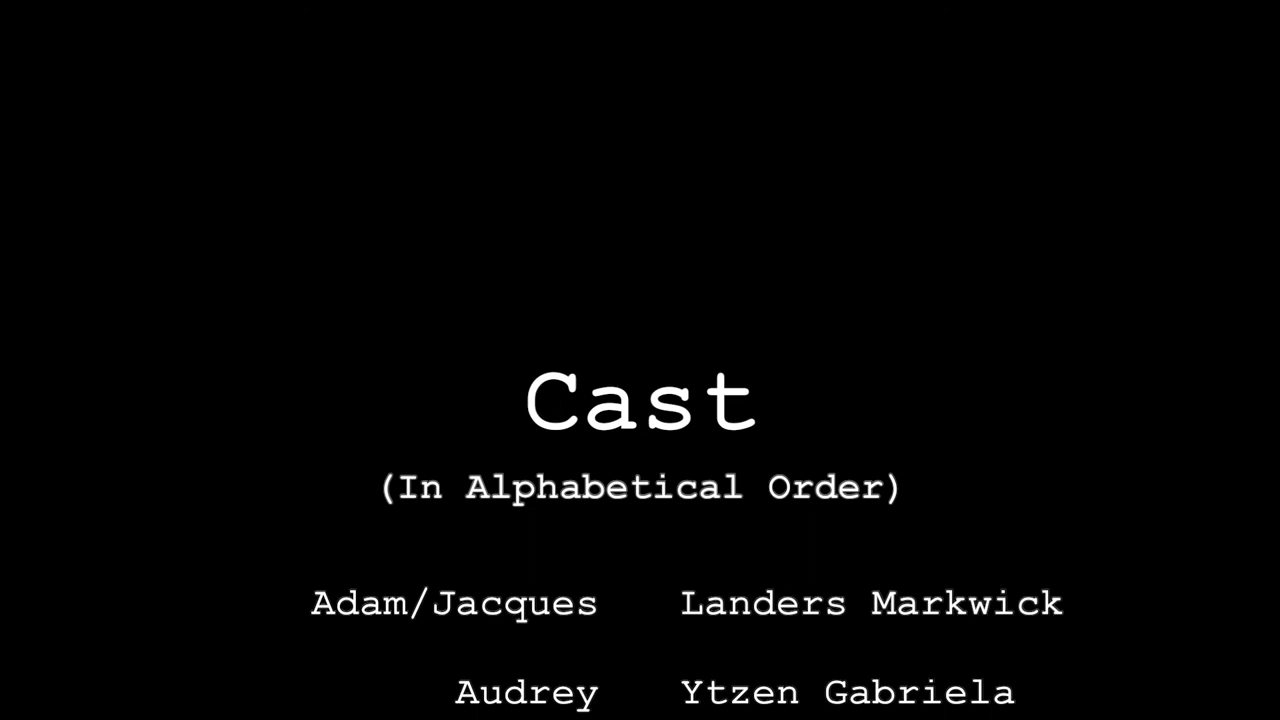 Cast
(In Alphabetical Order)
Adam/Jacques Landers Markwick
Audrey Ytzen Gabriela